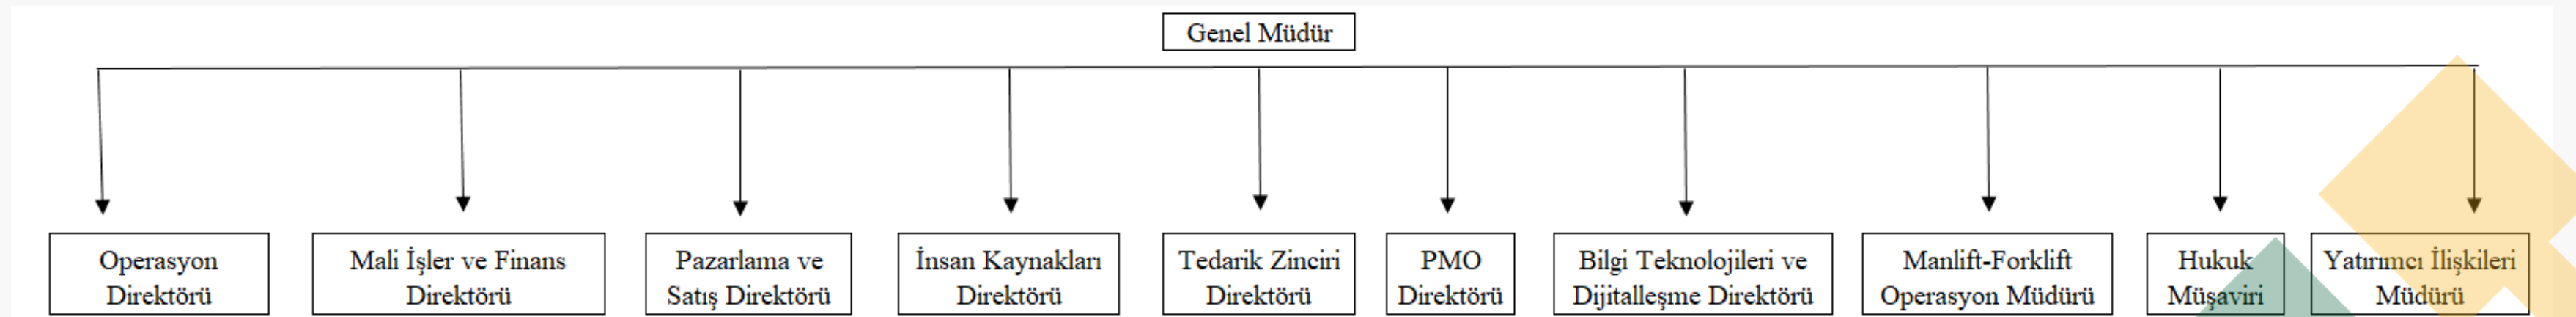 Genel Müdür
Operasyon
Direktörü
Mali İşler ve Finans
Direktörü
Pazarlama ve
Satış Direktörü
İnsan Kaynakları
Direktörü
Tedarik Zinciri
Direktörü
PMO
Direktörü
Bilgi Teknolojileri ve
Dijitalleşme Direktörü
Manlift-Forklift
Operasyon Müdürü
Hukuk
Müşaviri
Yatırımcı İlişkileri
Müdürü